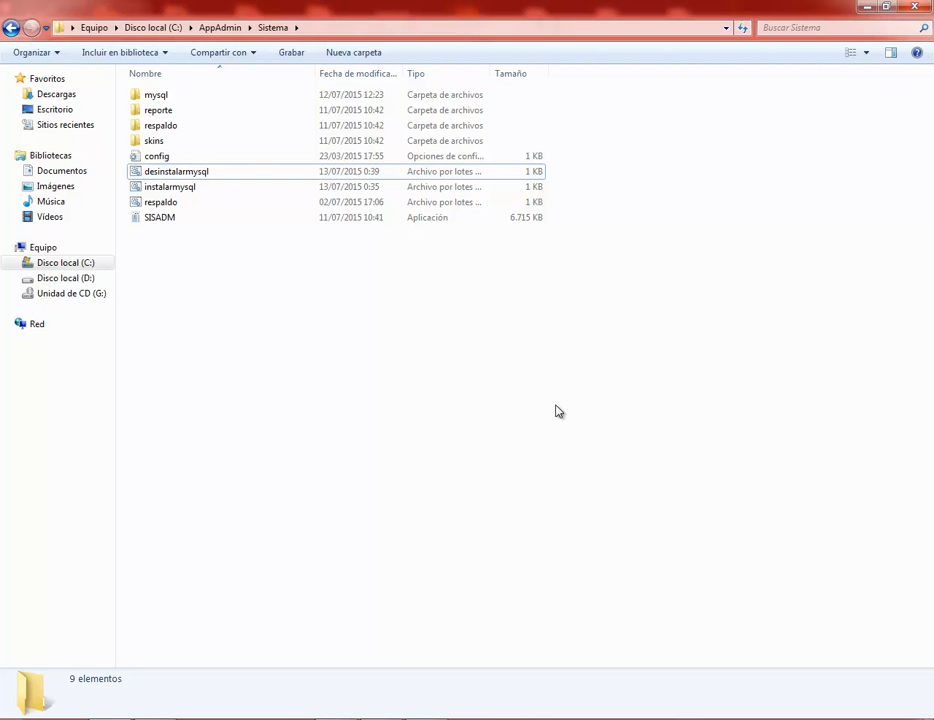 Equipo Disco local (C:) AppAdmin Sistema Buscar Sistema
Organizar Incluir en biblioteca Compartir con Grabar Nueva carpeta
Favoritos
Descargas
Escritorio
Sitios recientes
Bibliotecas
Documentos
Imágenes
Música
Vídeos
Equipo
Disco local (C:)
Disco local (D:)
Unidad de CD (G:)
Red
Nombre Fecha de modifica... Tipo Tamaño
mysql 12/07/2015 12:23 Carpeta de archivos
reporte 11/07/2015 10:42 Carpeta de archivos
respaldo 11/07/2015 10:42 Carpeta de archivos
skins 11/07/2015 10:42 Carpeta de archivos
config 23/03/2015 17:55 Opciones de confi... 1 KB
desinstalarmysql 13/07/2015 0:39 Archivo por lotes ... 1 KB
instalarmysql 13/07/2015 0:35 Archivo por lotes ... 1 KB
respaldo 02/07/2015 17:06 Archivo por lotes ... 1 KB
SISADM 11/07/2015 10:41 Aplicación 6.715 KB
9 elementos